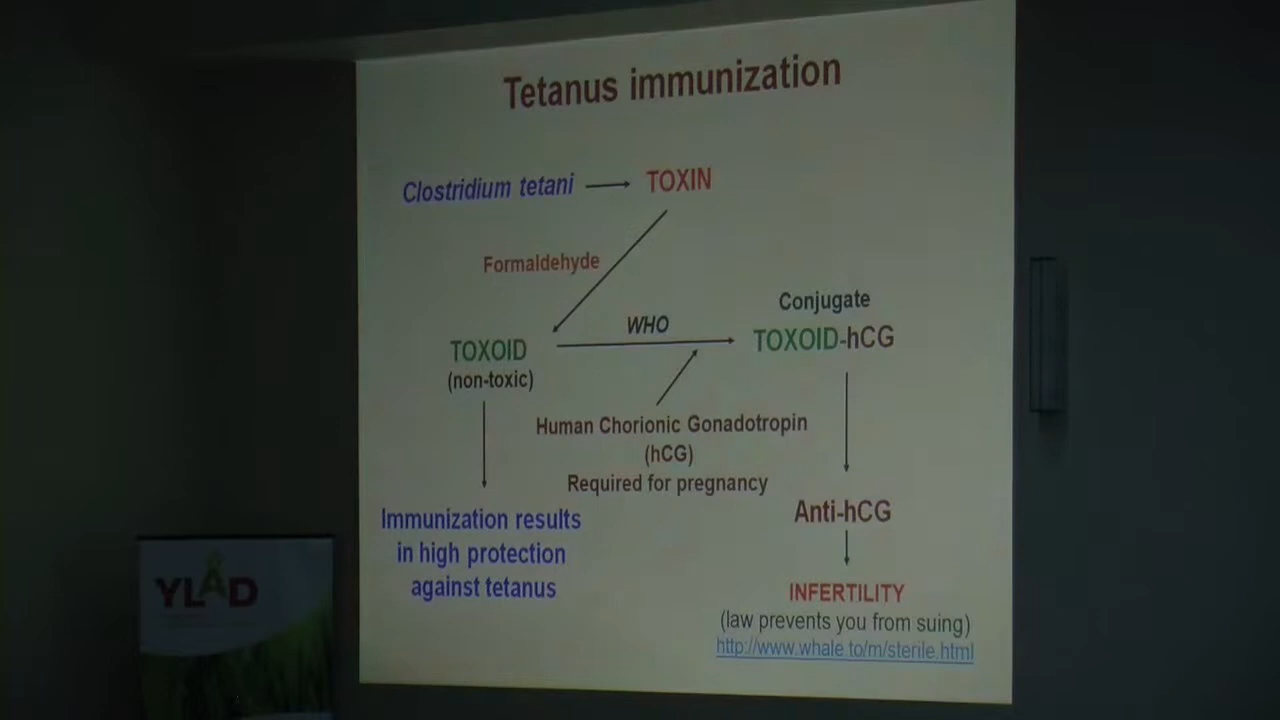 Tetanus immunization
Clostridium tetani
TOXIN
Formaldehyde
Conjugate
WHO
TOXOID-hCG
TOXOID
(non-toxic)
Human Chorionic Gonadotropin
(hCG)
Required for pregnancy
Anti-hCG
Immunization results
in high protection
against tetanus
INFERTILITY
(law prevents you from suing)
http://www.whale.to/m/sterile.html
YLAD